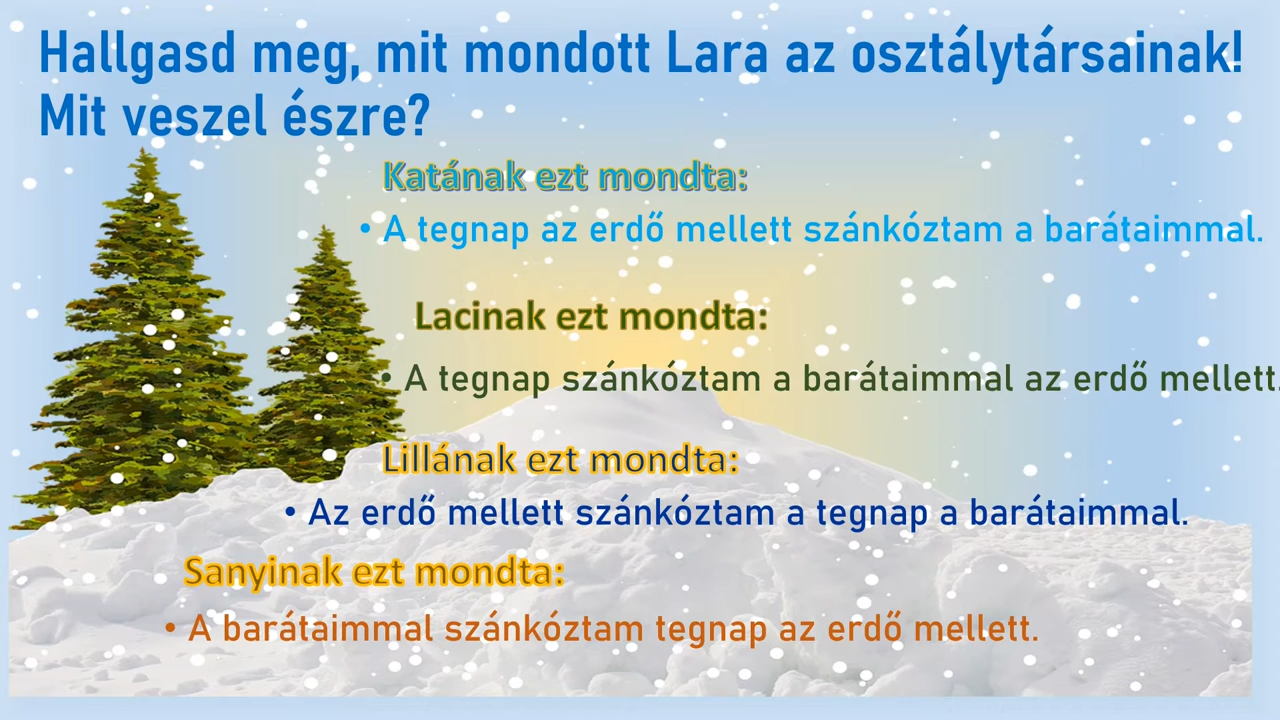 Hallgasd meg, mit mondott Lara az osztálytársainak!
Mit veszel észre?
Katának ezt mondta:
• A tegnap az erdő mellett szánkóztam a barátaimmal.
Lacinak ezt mondta:
• A tegnap szánkóztam a barátaimmal az erdő mellett.
Lillának ezt mondta:
• Az erdő mellett szánkóztam a tegnap a barátaimmal.
Sanyinak ezt mondta:
• A barátaimmal szánkóztam tegnap az erdő mellett.